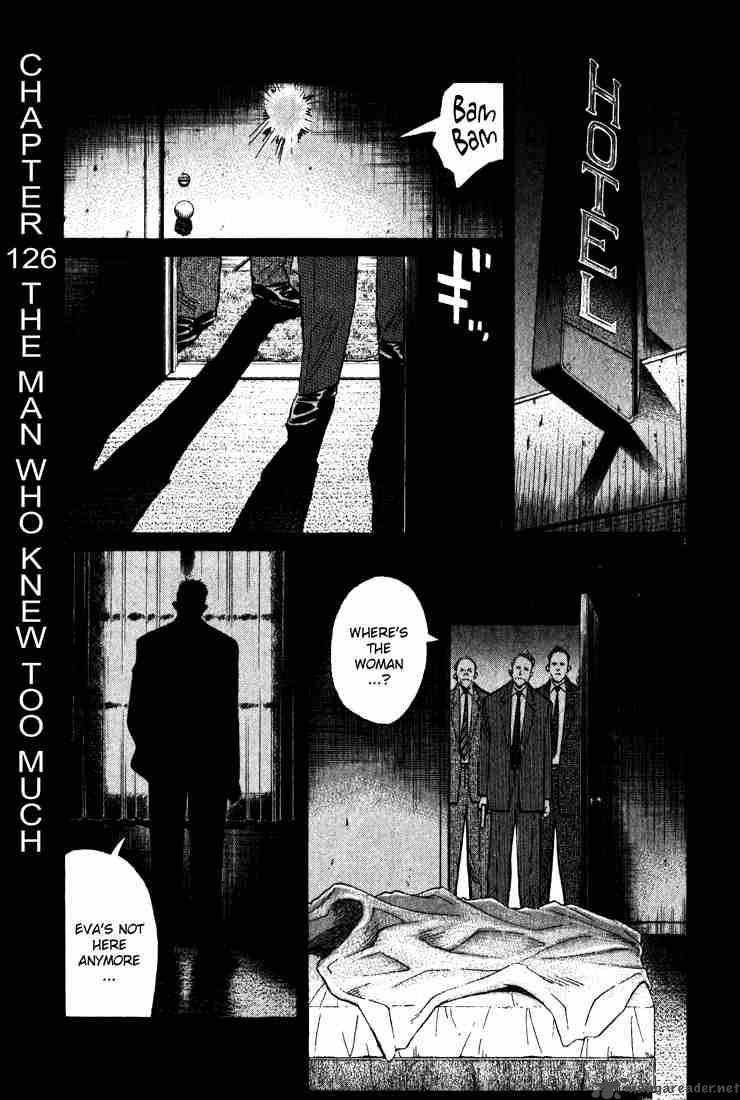 CHAPTER 126 THE MAN WHO KNEW TOO MUCH
HOTEL
BAM
BAM
ギ"...
WHERE'S
THE
WOMAN
...?
EVA'S NOT
HERE
ANYMORE
...